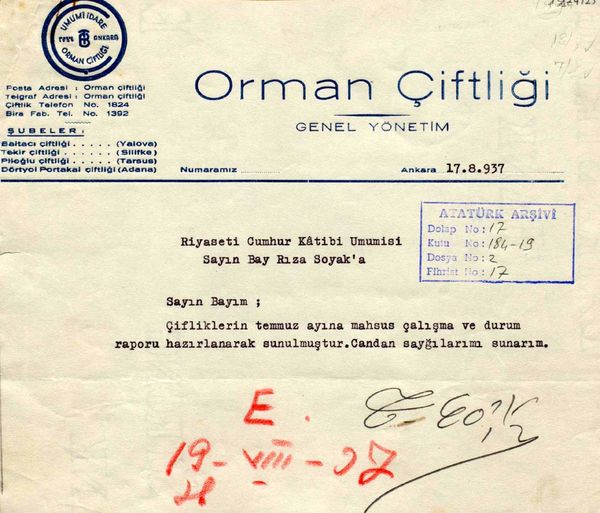 UMUMİ İDARE
ANKARA
ORMAN ÇİFTLİĞİ
Orman Çiftliği
GENEL YÖNETİM
Posta Adresi : Orman çiftliği
Telgraf Adresi : Orman çiftliği
Çiftlik Telefon No. 1824
Bira Fab. Tel. No. 1392
ŞUBELER :
Baltacı çiftliği . . . . . (Yalova)
Tekir çiftliği . . . . . (Silifke)
Piloğlu çiftliği . . . . . (Tarsus)
Dörtyol Portakal çiftliği (Adana)
Numaramız
Ankara 17.8.937
ATATÜRK ARŞİVİ
Dolap No : 17
Kutu No : 184-19
Dosya No : 2
Fihrist No : 17
Riyaseti Cumhur Kâtibi Umumisi
Sayın Bay Rıza Soyak'a
Sayın Bayım ;
Çifliklerin temmuz ayına mahsus çalışma ve durum
raporu hazırlanarak sunulmuştur.Candan sayğılarımı sunarım.
E.
19-VIII-37